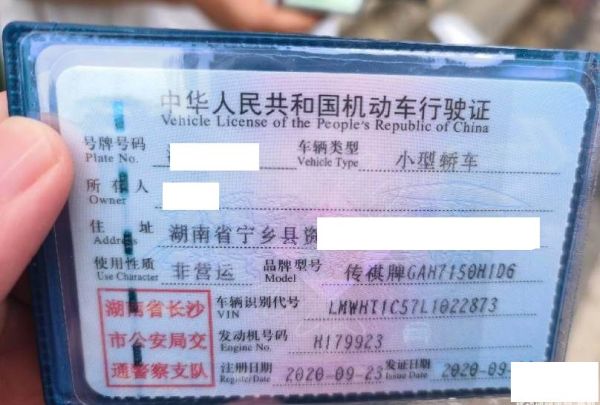 中华人民共和国机动车行驶证
Vehicle License of the People's Republic of China
号牌号码 车辆类型 小型轿车
Plate No. Vehicle Type
所有人
Owner
住址 湖南省宁乡县
Address
使用性质 非营运 品牌型号 传祺牌GAH7150H1D6
Use Character Model
湖南省长沙 车辆识别代号 LMWHT1C57L1022873
VIN
市公安局交 发动机号码 H179923
Engine No.
通警察支队 注册日期 2020-09-23 发证日期 2020-09-
Register Date Issue Date